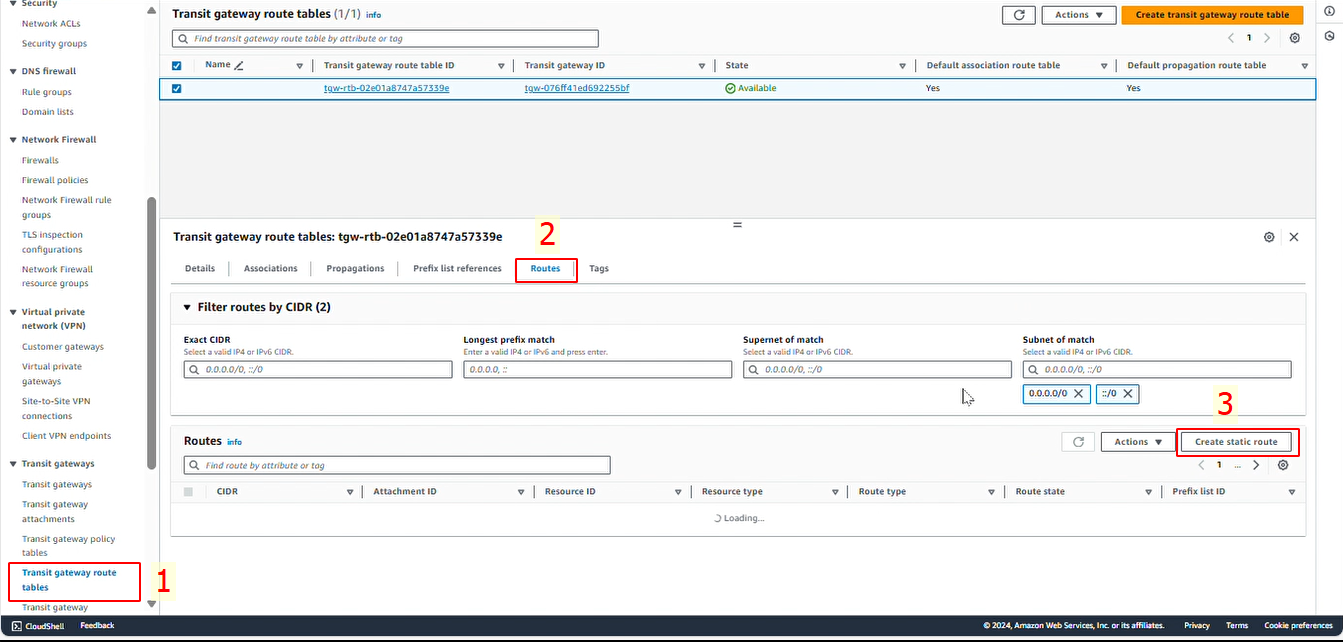 Security
Network ACLs
Security groups
DNS firewall
Rule groups
Domain lists
Network Firewall
Firewalls
Firewall policies
Network Firewall rule
groups
TLS inspection
configurations
Network Firewall
resource groups
Virtual private
network (VPN)
Customer gateways
Virtual private
gateways
Site-to-Site VPN
connections
Client VPN endpoints
Transit gateways
Transit gateways
Transit gateway
attachments
Transit gateway policy
tables
Transit gateway route
tables
1
Transit gateway
Transit gateway route tables (1/1) info
Actions
Create transit gateway route table
Find transit gateway route table by attribute or tag
1
Name Transit gateway route table ID Transit gateway ID State Default association route table Default propagation route table
tgw-rtb-02e01a8747a57339e tgw-076ff41ed692255bf Available Yes Yes
Transit gateway route tables: tgw-rtb-02e01a8747a57339e
2
Details Associations Propagations Prefix list references Routes Tags
Filter routes by CIDR (2)
Exact CIDR Longest prefix match Supernet of match Subnet of match
Select a valid IP4 or IPv6 CIDR. Enter a valid IP4 or IPv6 and press enter. Select a valid IP4 or IPv6 CIDR. Select a valid IP4 or IPv6 CIDR.
0.0.0.0/0, ::/0 0.0.0.0, :: 0.0.0.0/0, ::/0 0.0.0.0/0, ::/0
0.0.0.0/0 ::/0
3
Routes info
Actions Create static route
Find route by attribute or tag
1 ...
CIDR Attachment ID Resource ID Resource type Route type Route state Prefix list ID
Loading...
CloudShell Feedback © 2024, Amazon Web Services, Inc. or its affiliates. Privacy Terms Cookie preferences